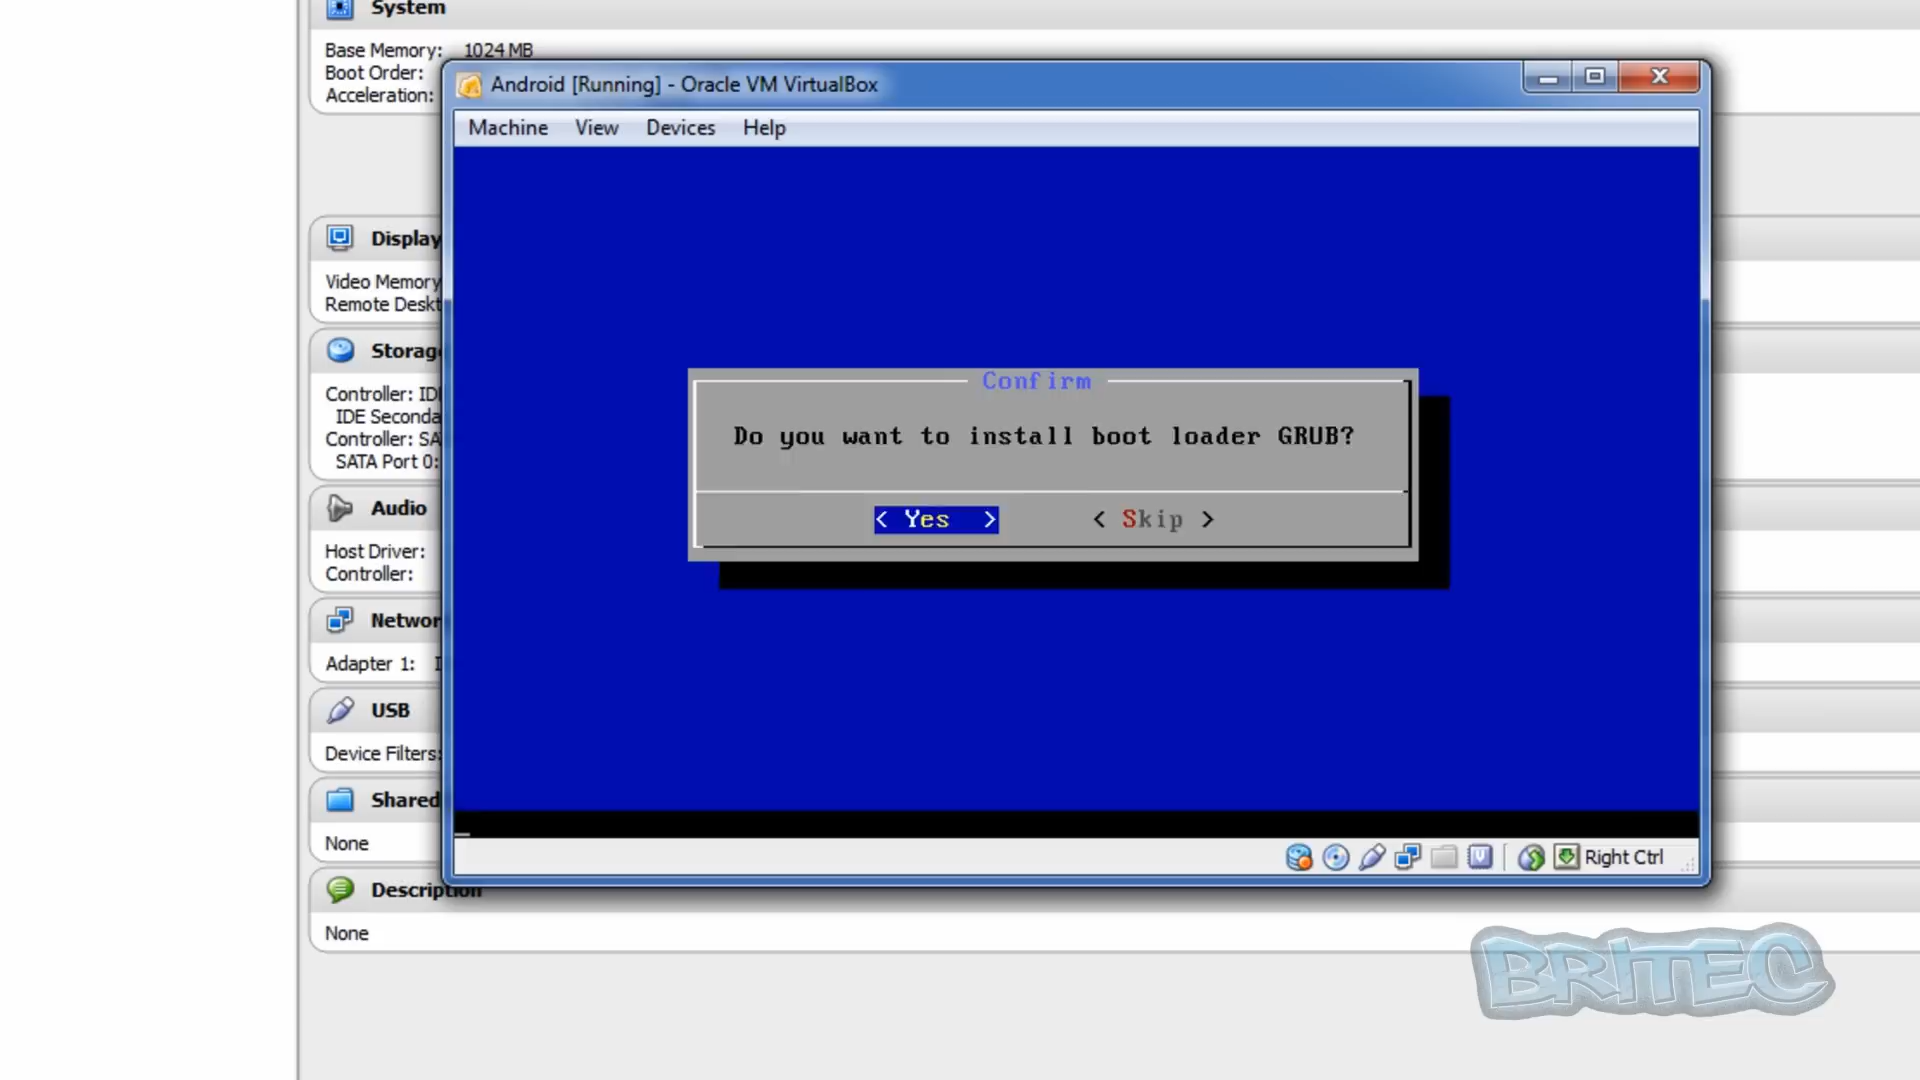 System
Base Memory: 1024 MB
Boot Order:
Acceleration:
Android [Running] - Oracle VM VirtualBox
Machine View Devices Help
Display
Video Memory
Remote Deskt
Storage
Controller: IDE
IDE Seconda
Controller: SA
SATA Port 0:
Audio
Host Driver:
Controller:
Networ
Adapter 1: I
USB
Device Filters:
Shared
None
Description
None
Confirm
Do you want to install boot loader GRUB?
< Yes > < Skip >
Right Ctrl
BRITEC